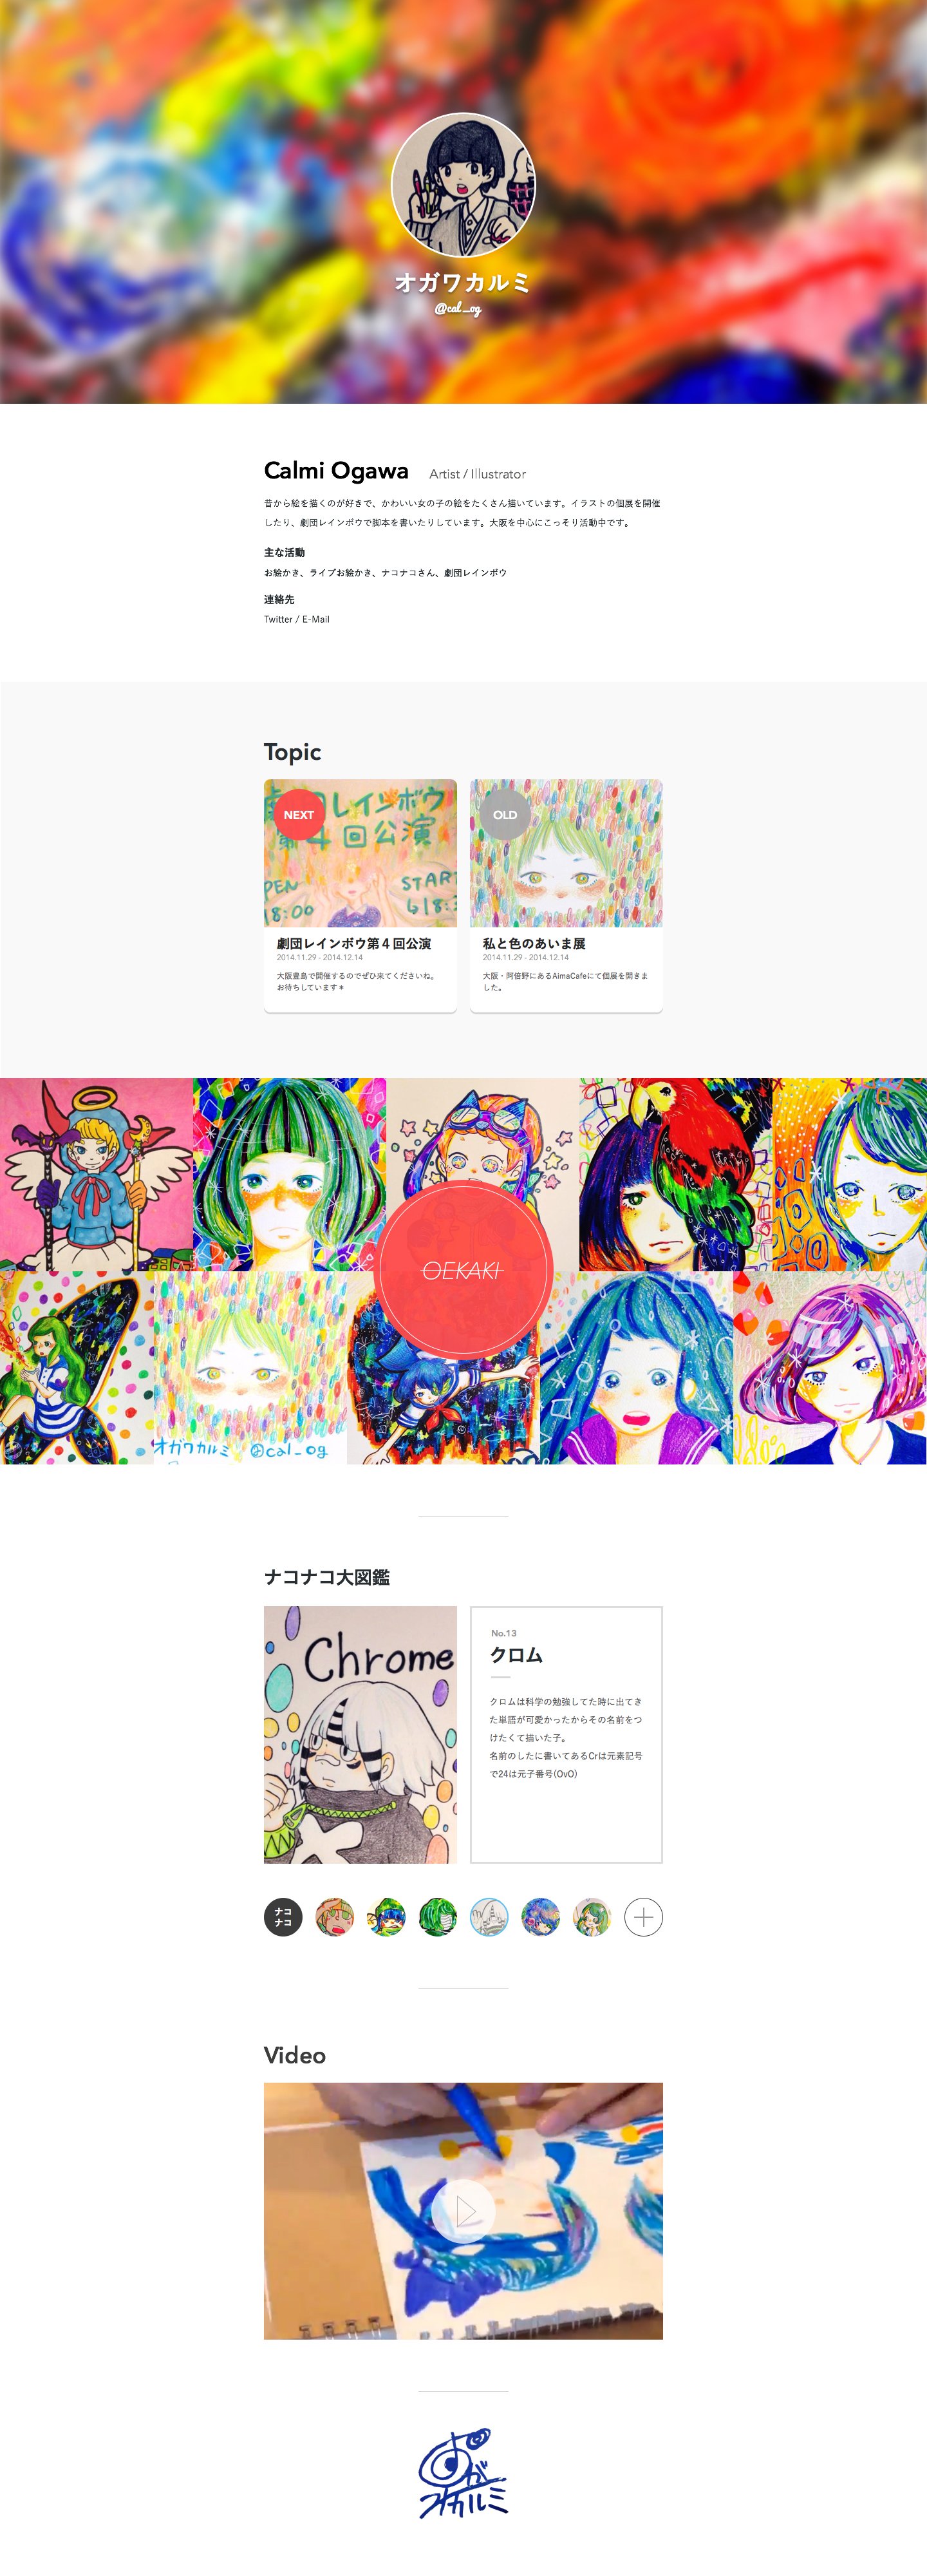 オガワカルミ
@cal_og
Calmi Ogawa
Artist / Illustrator
昔から絵を描くのが好きで、かわいい女の子の絵をたくさん描いています。イラストの個展を開催
したり、劇団レインボウで脚本を書いたりしています。大阪を中心にこっそり活動中です。
主な活動
お絵かき、ライブお絵かき、ナコナコさん、劇団レインボウ
連絡先
Twitter / E-Mail
Topic
NEXT
レインボウ
第4回公演
PEN
18:00
START
劇団レインボウ第４回公演
2014.11.29 - 2014.12.14
大阪豊島で開催するのでぜひ来てくださいね。
お待ちしています＊
OLD
私と色のあいま展
2014.11.29 - 2014.12.14
大阪・阿倍野にあるAimaCafeにて個展を開きま
した。
OEKAKI
オガワカルミ @cal_og
ナコナコ大図鑑
Chrome
No.13
クロム
クロムは科学の勉強してた時に出てき
た単語が可愛かったからその名前をつ
けたくて描いた子。
名前のしたに書いてあるCrは元素記号
で24は元子番号(OvO)
ナコ
ナコ
Video